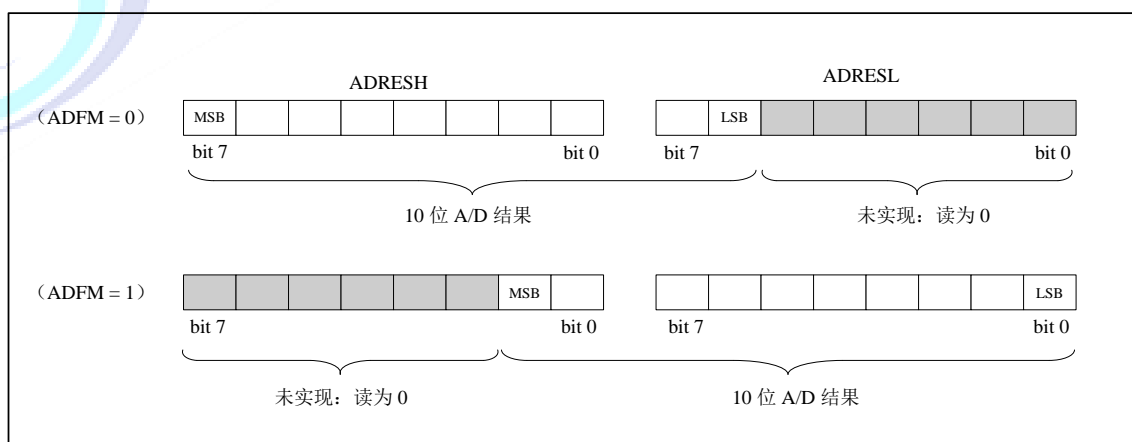 ADRESH ADRESL
（ADFM = 0） MSB LSB
bit 7 bit 0 bit 7 bit 0
10 位 A/D 结果 未实现：读为 0
（ADFM = 1） MSB LSB
bit 7 bit 0 bit 7 bit 0
未实现：读为 0 10 位 A/D 结果